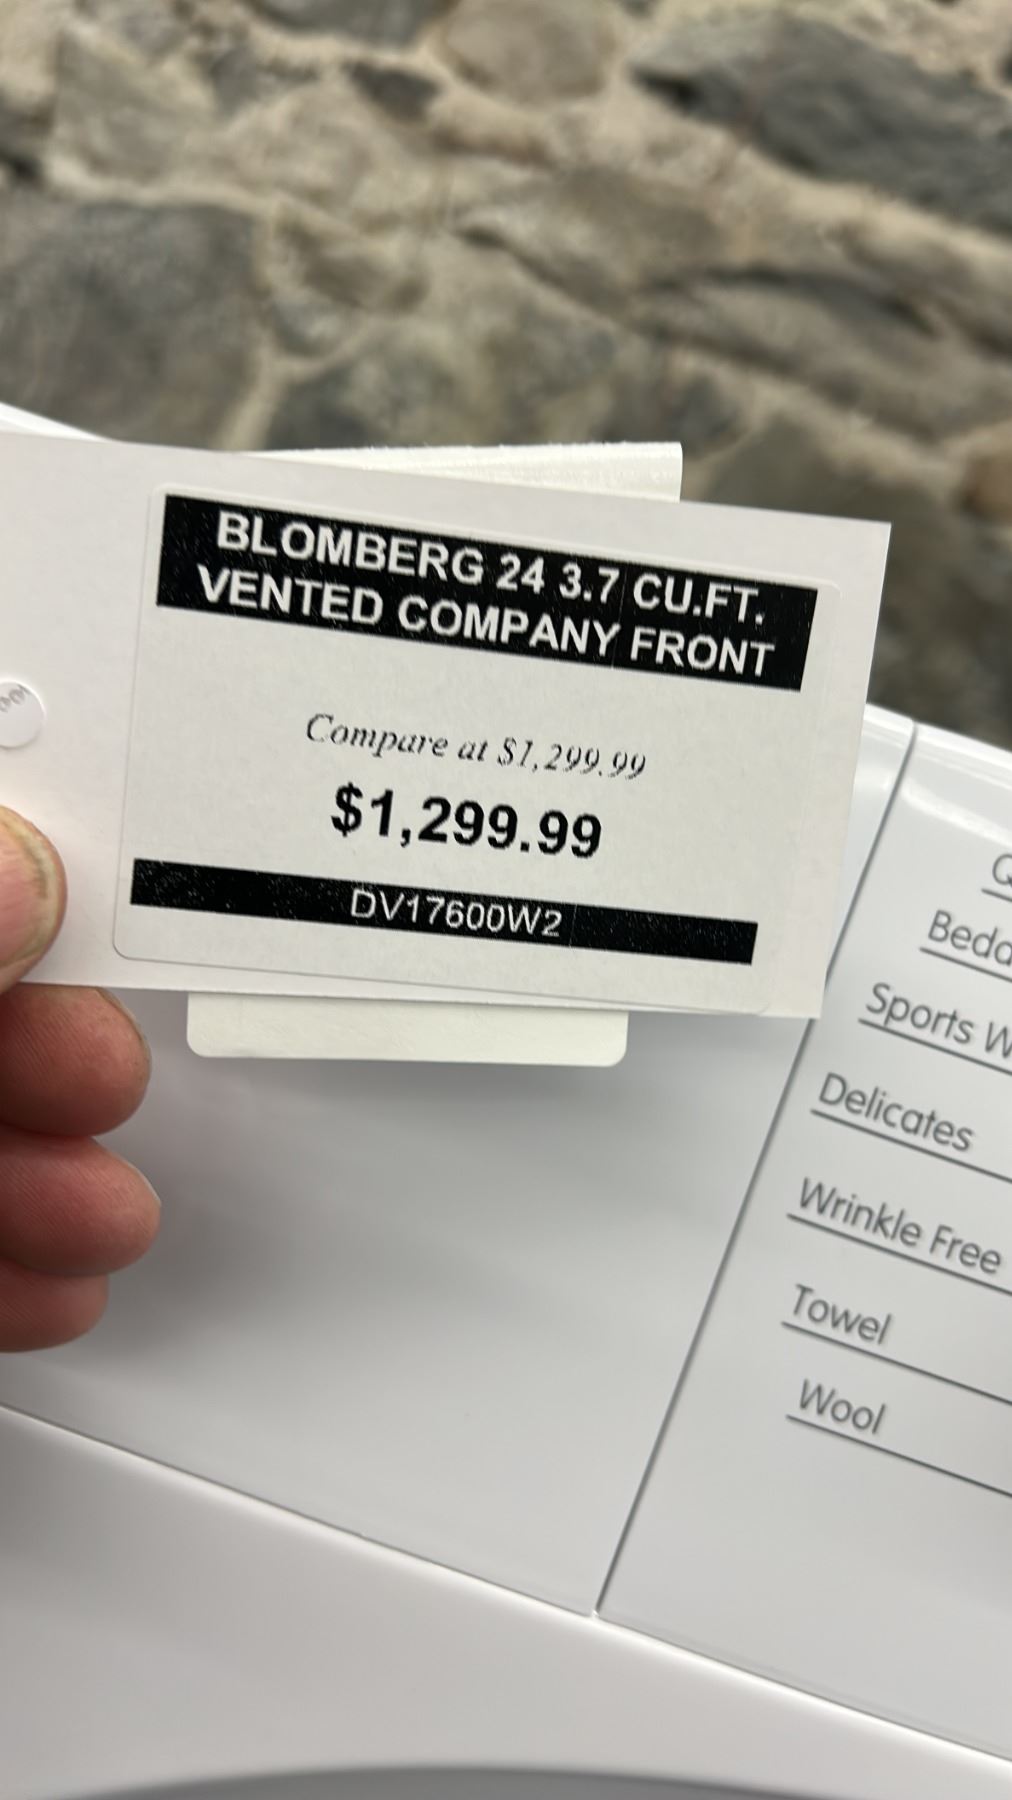 BLOMBERG 24 3.7 CU.FT.
VENTED COMPANY FRONT
Compare at $1,299.99
$1,299.99
DV17600W2
Delicates
Wrinkle Free
Towel
Wool
Sports